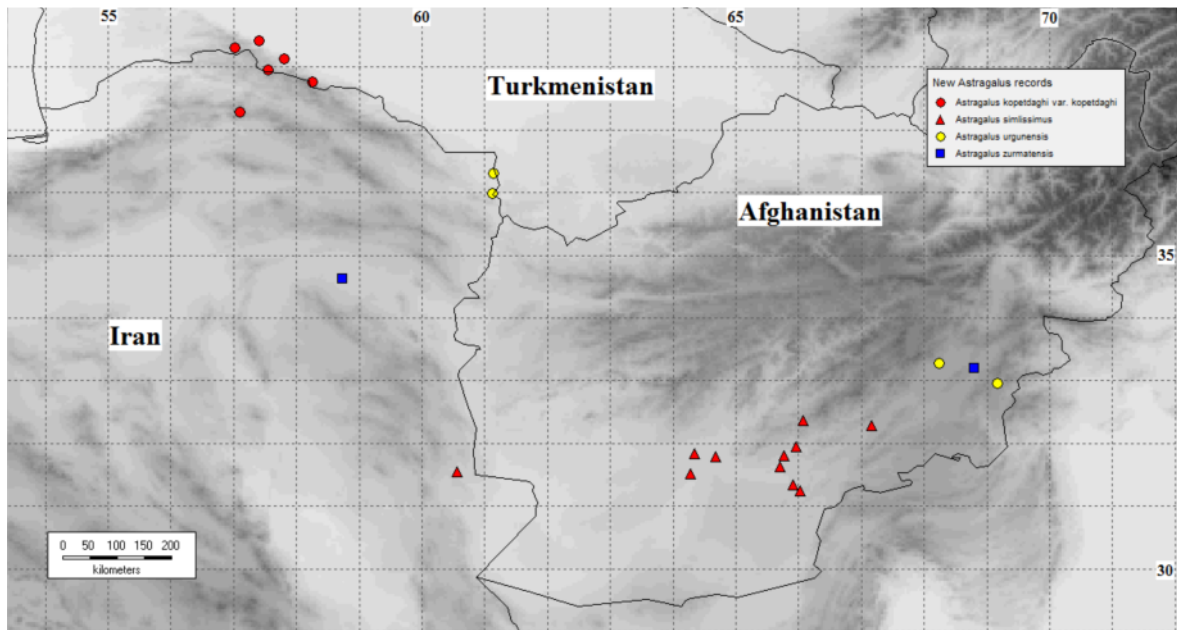 55 60 65 70
Turkmenistan
New Astragalus records
Astragalus kopetdaghi var. kopetdaghi
Astragalus simlissimus
Astragalus urgunensis
Astragalus zurmatensis
Afghanistan
35
Iran
0 50 100 150 200
kilometers
30